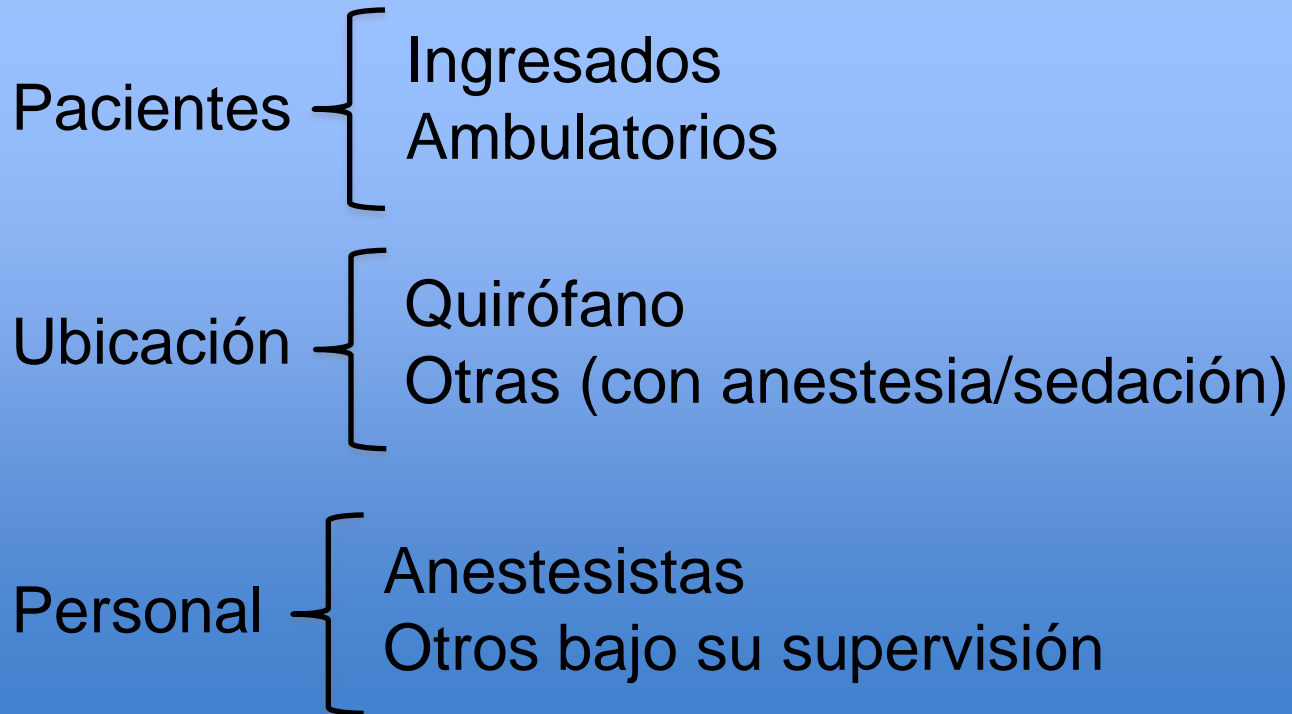 Pacientes
Ingresados
Ambulatorios
Ubicación
Quirófano
Otras (con anestesia/sedación)
Personal
Anestesistas
Otros bajo su supervisión